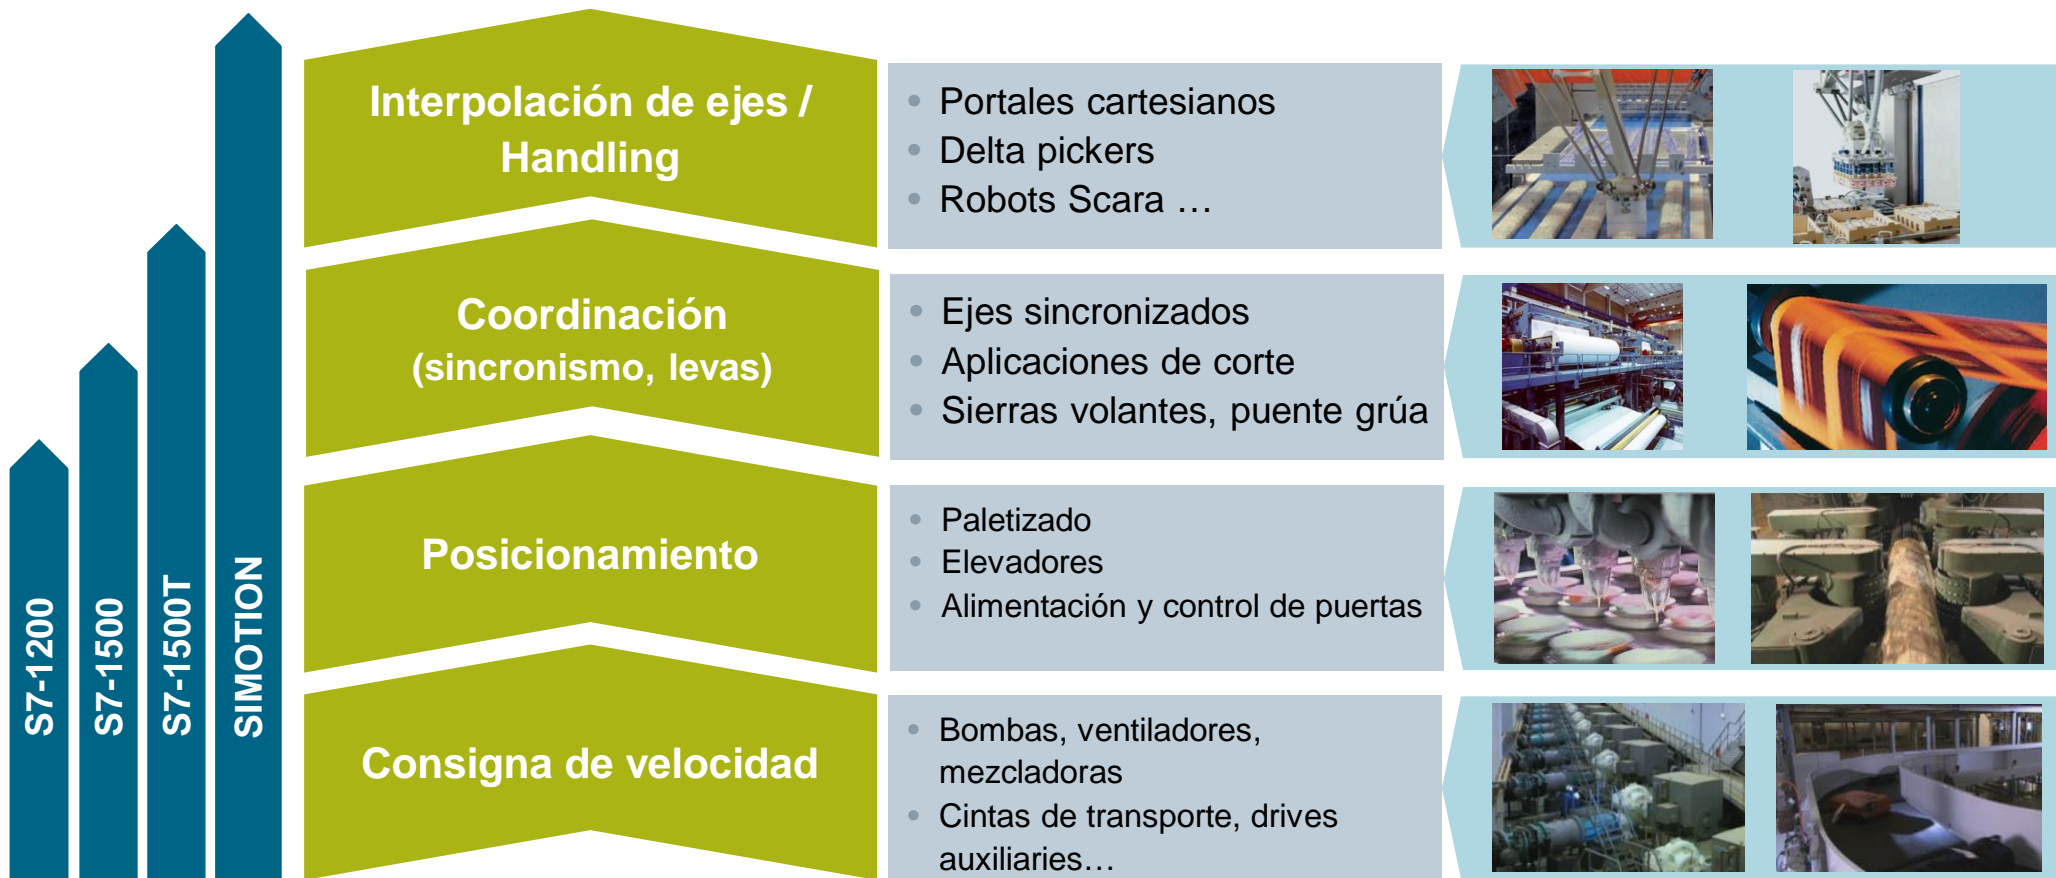 S7-1200
S7-1500
S7-1500T
SIMOTION
Interpolación de ejes /
Handling
• Portales cartesianos
• Delta pickers
• Robots Scara …
Coordinación
(sincronismo, levas)
• Ejes sincronizados
• Aplicaciones de corte
• Sierras volantes, puente grúa
Posicionamiento
• Paletizado
• Elevadores
• Alimentación y control de puertas
Consigna de velocidad
• Bombas, ventiladores,
mezcladoras
• Cintas de transporte, drives
auxiliaries…